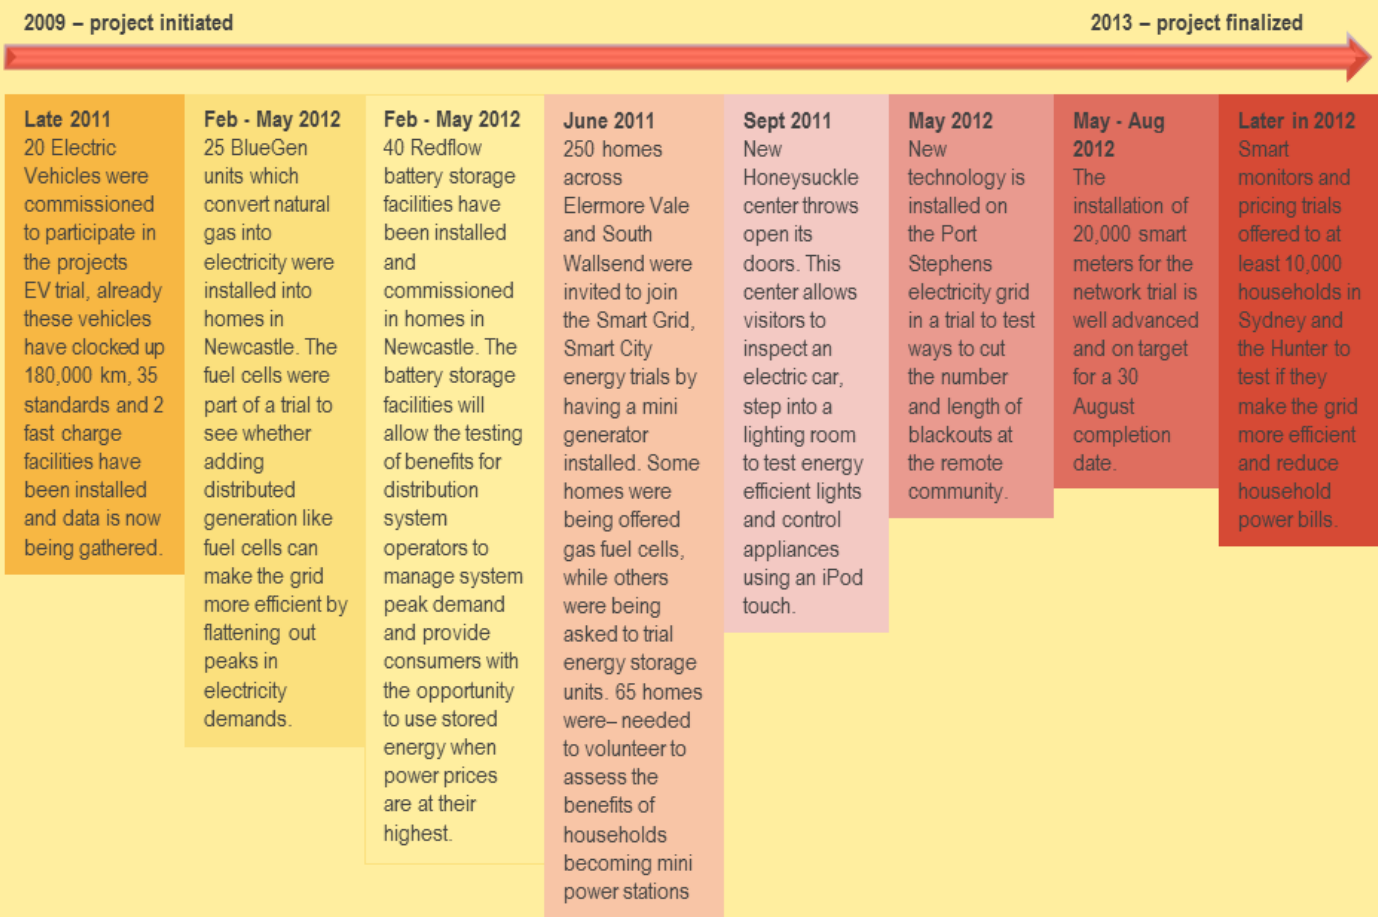 2009 – project initiated
2013 – project finalized
Late 2011
20 Electric
Vehicles were
commissioned
to participate in
the projects
EV trial, already
these vehicles
have clocked up
180,000 km, 35
standards and 2
fast charge
facilities have
been installed
and data is now
being gathered.
Feb - May 2012
25 BlueGen
units which
convert natural
gas into
electricity were
installed into
homes in
Newcastle. The
fuel cells were
part of a trial to
see whether
adding
distributed
generation like
fuel cells can
make the grid
more efficient by
flattening out
peaks in
electricity
demands.
Feb - May 2012
40 Redflow
battery storage
facilities have
been installed
and
commissioned
in homes in
Newcastle. The
battery storage
facilities will
allow the testing
of benefits for
distribution
system
operators to
manage system
peak demand
and provide
consumers with
the opportunity
to use stored
energy when
power prices
are at their
highest.
June 2011
250 homes
across
Elermore Vale
and South
Wallsend were
invited to join
the Smart Grid,
Smart City
energy trials by
having a mini
generator
installed. Some
homes were
being offered
gas fuel cells,
while others
were being
asked to trial
energy storage
units. 65 homes
were– needed
to volunteer to
assess the
benefits of
households
becoming mini
power stations
Sept 2011
New
Honeysuckle
center throws
open its
doors. This
center allows
visitors to
inspect an
electric car,
step into a
lighting room
to test energy
efficient lights
and control
appliances
using an iPod
touch.
May 2012
New
technology is
installed on
the Port
Stephens
electricity grid
in a trial to test
ways to cut
the number
and length of
blackouts at
the remote
community.
May - Aug
2012
The
installation of
20,000 smart
meters for the
network trial is
well advanced
and on target
for a 30
August
completion
date.
Later in 2012
Smart
monitors and
pricing trials
offered to at
least 10,000
households in
Sydney and
the Hunter to
test if they
make the grid
more efficient
and reduce
household
power bills.